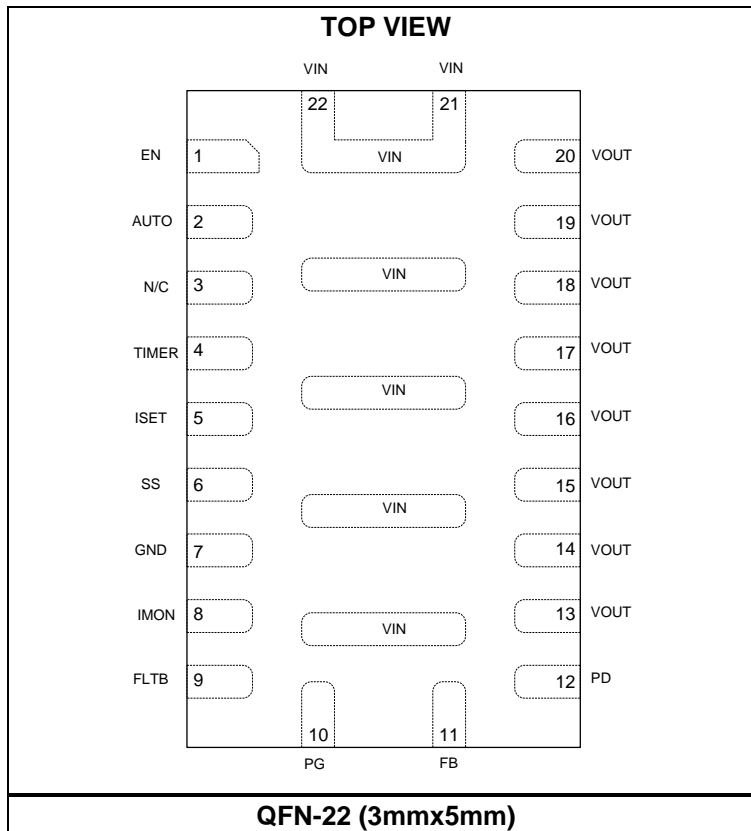 TOP VIEW
VIN VIN
22 21
VIN
EN 1 20 VOUT
AUTO 2 19 VOUT
VIN
N/C 3 18 VOUT
TIMER 4 17 VOUT
VIN
ISET 5 16 VOUT
SS 6 15 VOUT
VIN
GND 7 14 VOUT
IMON 8 13 VOUT
VIN
FLTB 9 12 PD
10 11
PG FB
QFN-22 (3mmx5mm)